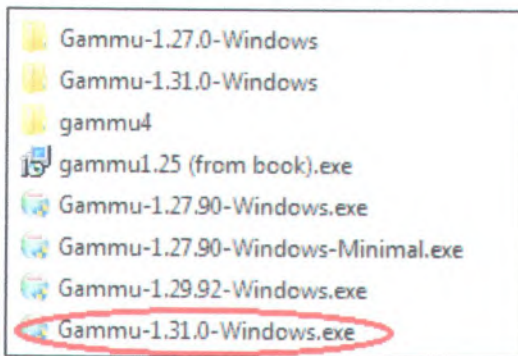 Gammu-1.27.0-Windows
Gammu-1.31.0-Windows
gammu4
gammu1.25 (from book).exe
Gammu-1.27.90-Windows.exe
Gammu-1.27.90-Windows-Minimal.exe
Gammu-1.29.92-Windows.exe
Gammu-1.31.0-Windows.exe